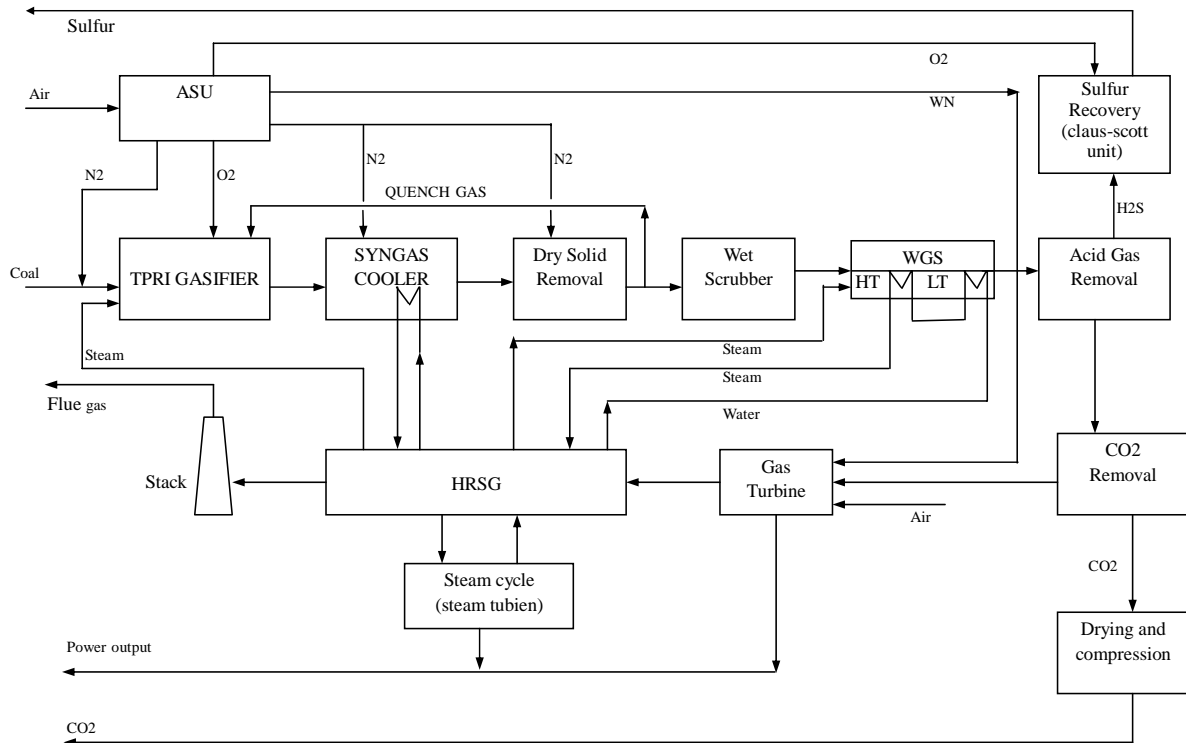 Sulfur
O2
ASU
Air
WN
Sulfur
Recovery
(claus-scott
unit)
N2
O2
N2
N2
QUENCH GAS
H2S
Coal
TPRI GASIFIER
SYNGAS
COOLER
Dry Solid
Removal
Wet
Scrubber
WGS
HT
LT
Acid Gas
Removal
Steam
Steam
Steam
Water
Flue gas
Stack
HRSG
Gas
Turbine
Air
CO2
Removal
CO2
Steam cycle
(steam tubien)
Power output
Drying and
compression
CO2